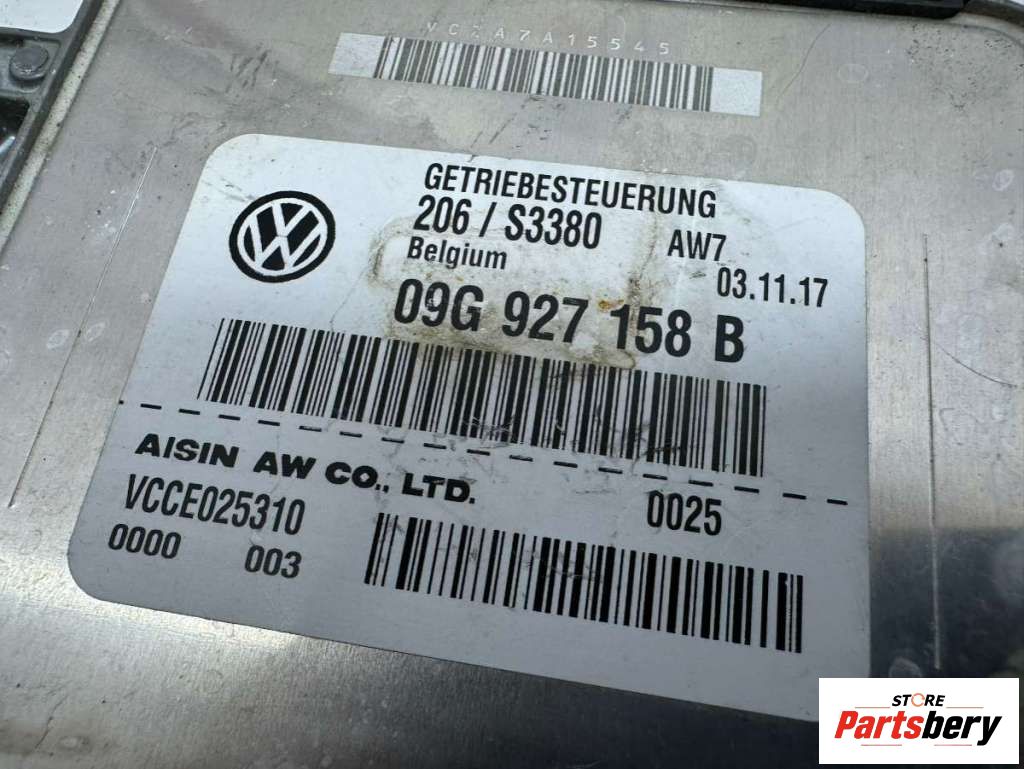 VCZA7A15545
GETRIEBESTEUERUNG
206 / S3380 AW7
Belgium 03.11.17
09G 927 158 B
AISIN AW CO., LTD.
VCCE025310 0025
0000 003
STORE
Partsbery